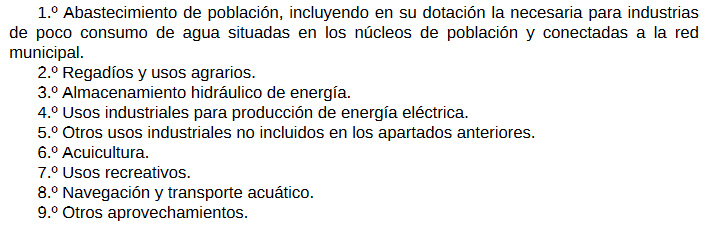 1.º Abastecimiento de población, incluyendo en su dotación la necesaria para industrias
de poco consumo de agua situadas en los núcleos de población y conectadas a la red
municipal.
2.º Regadíos y usos agrarios.
3.º Almacenamiento hidráulico de energía.
4.º Usos industriales para producción de energía eléctrica.
5.º Otros usos industriales no incluidos en los apartados anteriores.
6.º Acuicultura.
7.º Usos recreativos.
8.º Navegación y transporte acuático.
9.º Otros aprovechamientos.